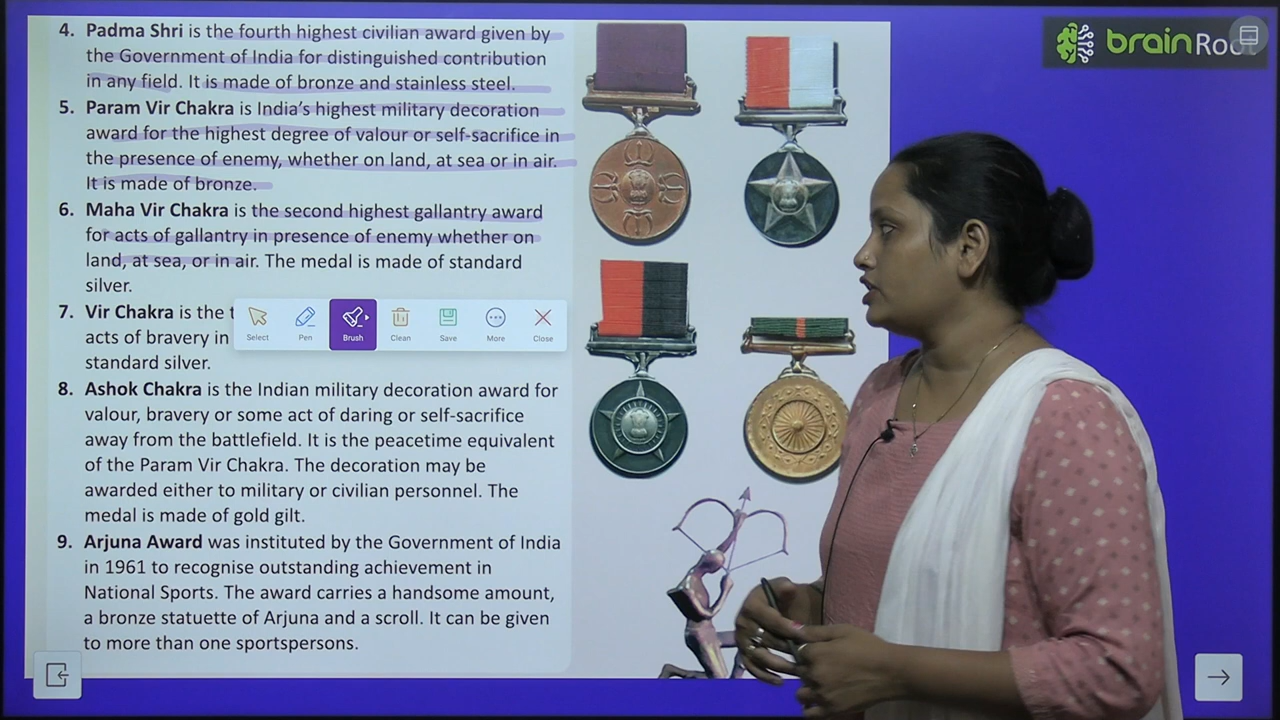 4. Padma Shri is the fourth highest civilian award given by
the Government of India for distinguished contribution
in any field. It is made of bronze and stainless steel.
5. Param Vir Chakra is India's highest military decoration
award for the highest degree of valour or self-sacrifice in
the presence of enemy, whether on land, at sea or in air.
It is made of bronze.
6. Maha Vir Chakra is the second highest gallantry award
for acts of gallantry in presence of enemy whether on
land, at sea, or in air. The medal is made of standard
silver.
7. Vir Chakra is the
acts of bravery in
standard silver.
Select Pen Brush Clean Save More Close
8. Ashok Chakra is the Indian military decoration award for
valour, bravery or some act of daring or self-sacrifice
away from the battlefield. It is the peacetime equivalent
of the Param Vir Chakra. The decoration may be
awarded either to military or civilian personnel. The
medal is made of gold gilt.
9. Arjuna Award was instituted by the Government of India
in 1961 to recognise outstanding achievement in
National Sports. The award carries a handsome amount,
a bronze statuette of Arjuna and a scroll. It can be given
to more than one sportspersons.
brain